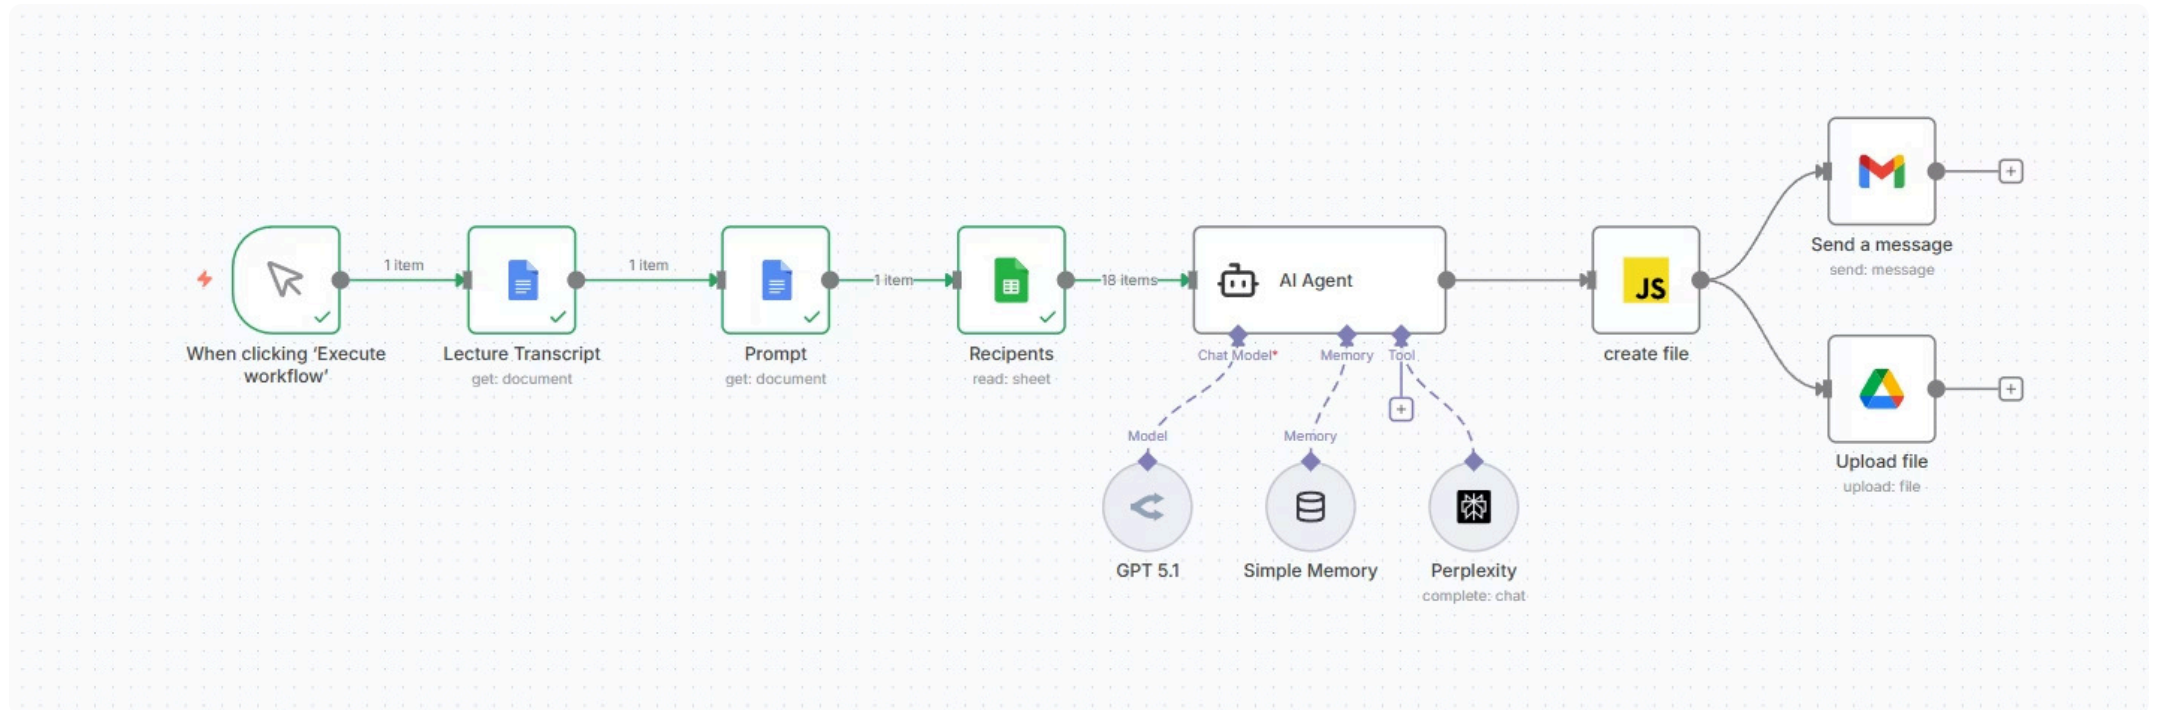 When clicking ‘Execute
workflow’
1 item
Lecture Transcript
get: document
1 item
Prompt
get: document
1 item
Recipents
read: sheet
18 items
AI Agent
Chat Model*
Memory
Tool
+
Model
GPT 5.1
Memory
Simple Memory
Perplexity
complete: chat
JS
create file
Send a message
send: message
+
Upload file
upload: file
+